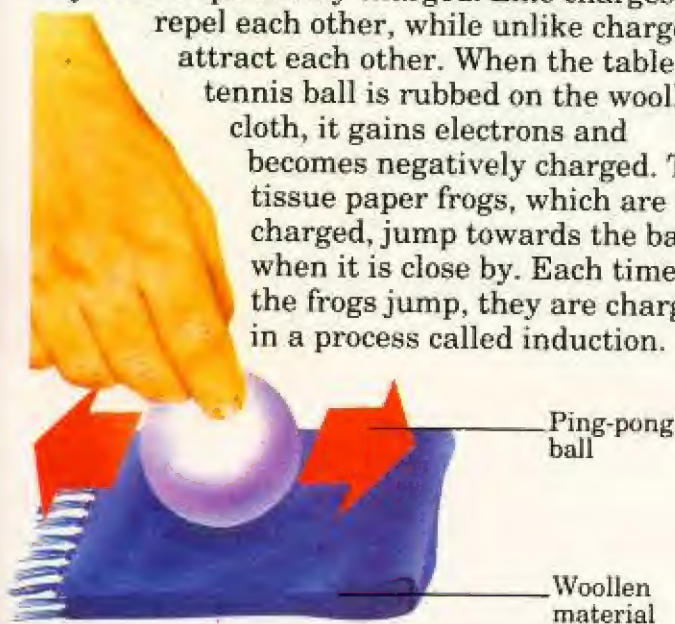 repel each other, while unlike charge
attract each other. When the table
tennis ball is rubbed on the wooll
cloth, it gains electrons and
becomes negatively charged. T
tissue paper frogs, which are
charged, jump towards the ba
when it is close by. Each time
the frogs jump, they are charg
in a process called induction.
Ping-pong
ball
Woollen
material